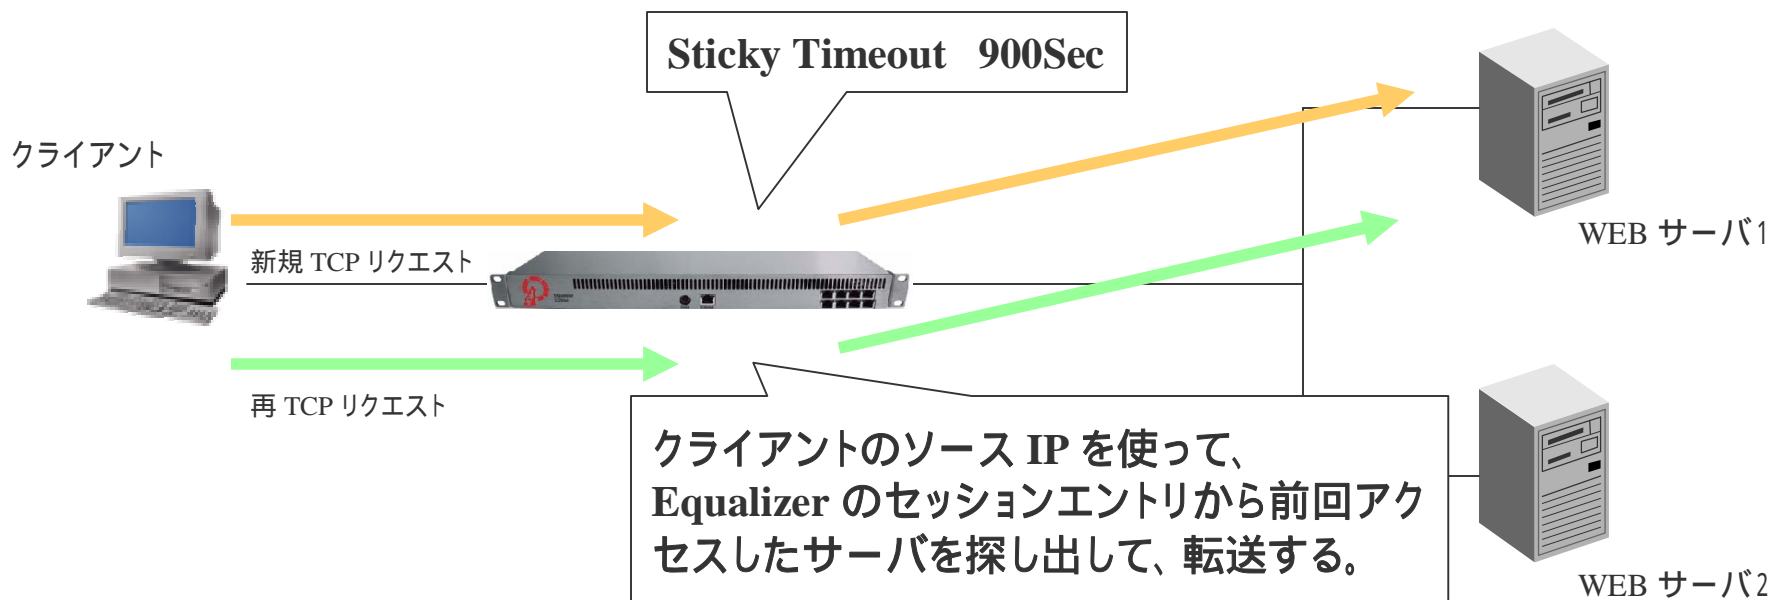 Sticky Timeout 900Sec
クライアント
新規 TCP リクエスト
再 TCP リクエスト
クライアントのソース IP を使って、
Equalizer のセッションエントリから前回アク
セスしたサーバを探し出して、転送する。
WEB サーバ1
WEB サーバ2